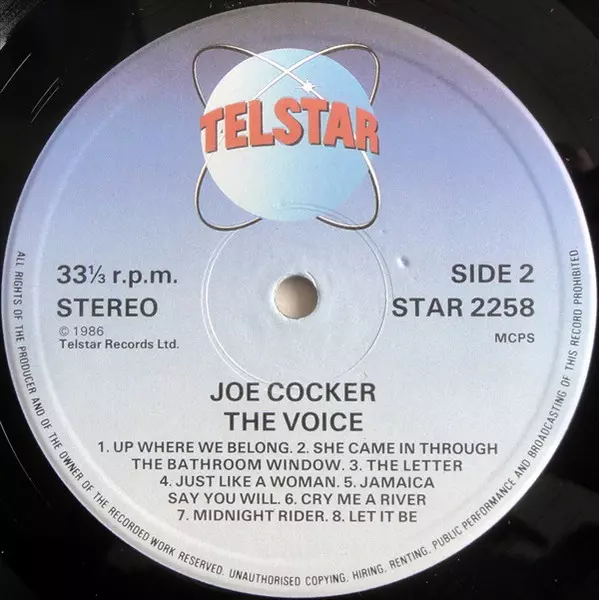 TELSTAR
33⅓ r.p.m.
STEREO
© 1986
Telstar Records Ltd.
SIDE 2
STAR 2258
MCPS
JOE COCKER
THE VOICE
1. UP WHERE WE BELONG. 2. SHE CAME IN THROUGH
THE BATHROOM WINDOW. 3. THE LETTER
4. JUST LIKE A WOMAN. 5. JAMAICA
SAY YOU WILL. 6. CRY ME A RIVER
7. MIDNIGHT RIDER. 8. LET IT BE
ALL RIGHTS OF THE PRODUCER AND OF THE OWNER OF THE RECORDED WORK RESERVED. UNAUTHORISED COPYING, HIRING, RENTING, PUBLIC PERFORMANCE AND BROADCASTING OF THIS RECORD PROHIBITED